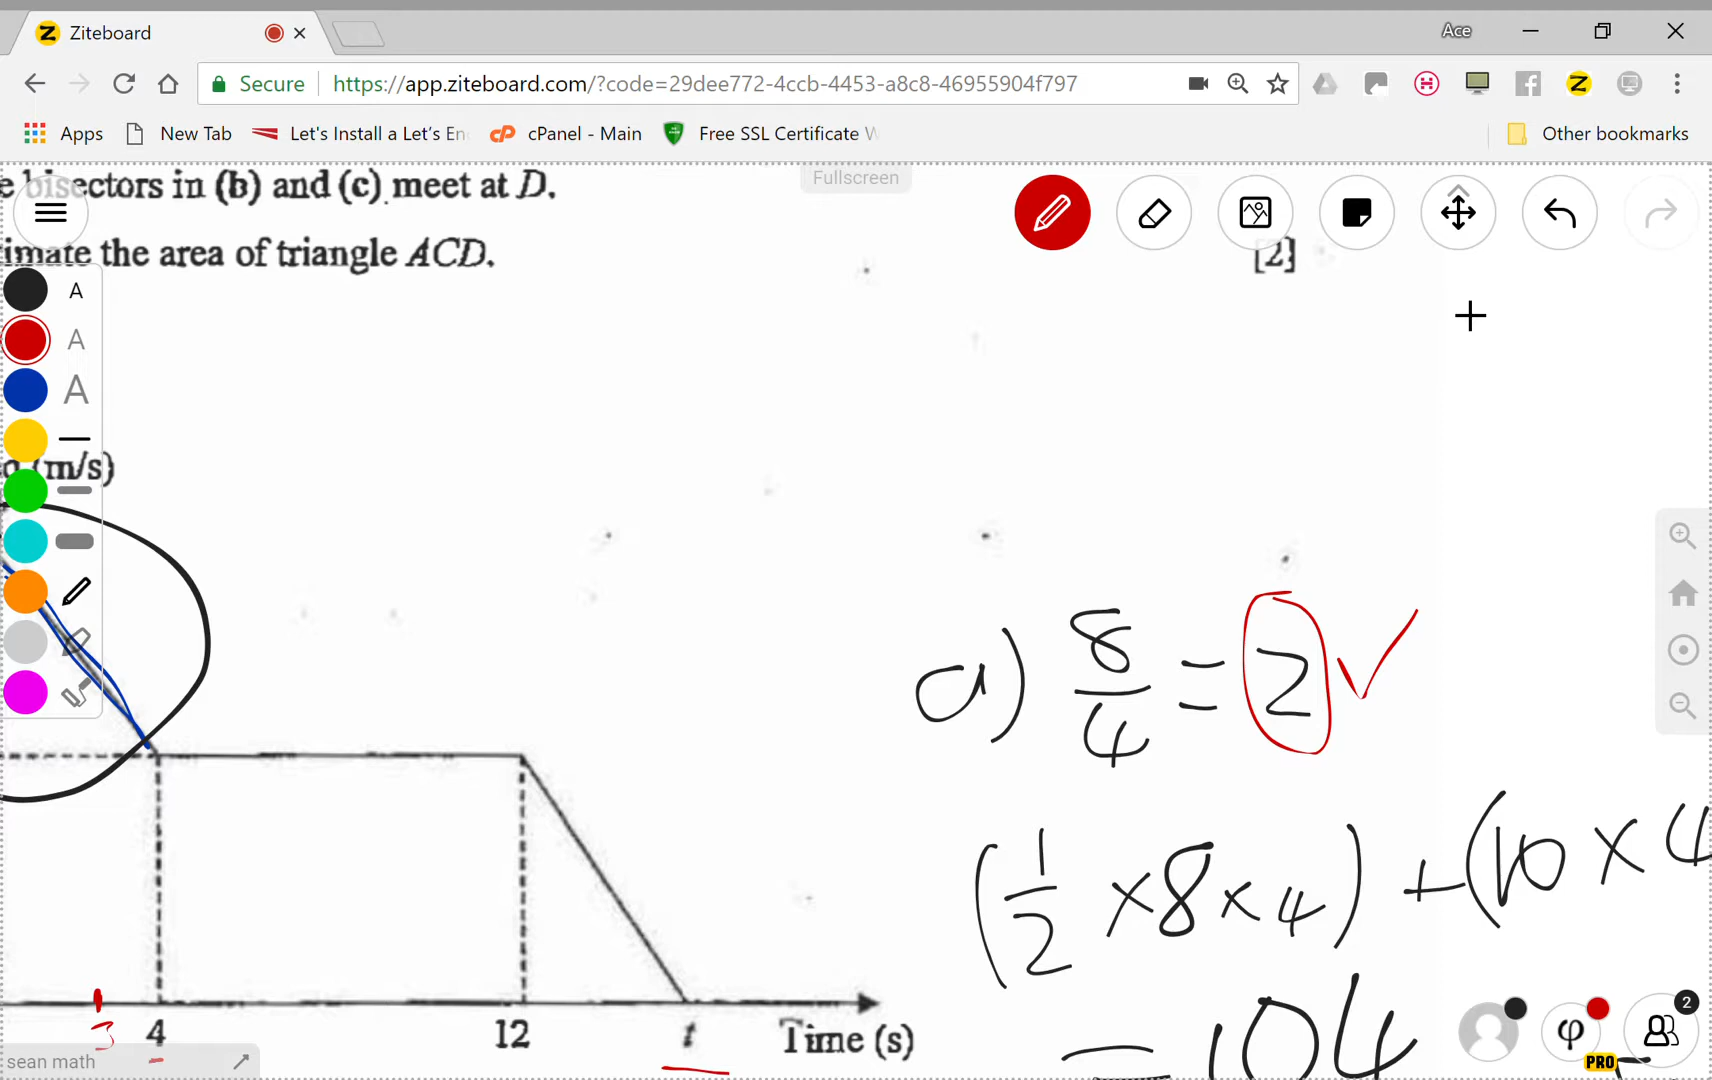 Ziteboard
Ace
Secure
https://app.ziteboard.com/?code=29dee772-4ccb-4453-a8c8-46955904f797
Apps
New Tab
Let's Install a Let's En
cPanel - Main
Free SSL Certificate W
Other bookmarks
e bisectors in (b) and (c) meet at D.
Fullscreen
imate the area of triangle ACD.
[2]
A
A
A
(m/s)
a) 8/4 = 2 ✓
(1/2 × 8 × 4) + (10 × 4
= 104
3
4
12
t
Time (s)
sean math
φ
PRO
2